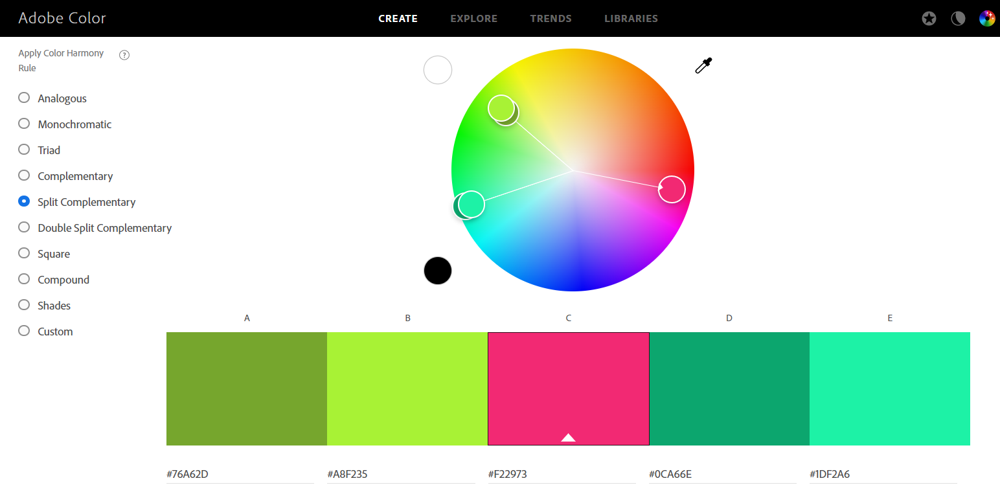 Adobe Color
CREATE EXPLORE TRENDS LIBRARIES
Apply Color Harmony
Rule
?
Analogous
Monochromatic
Triad
Complementary
Split Complementary
Double Split Complementary
Square
Compound
Shades
Custom
A B C D E
#76A62D #A8F235 #F22973 #0CA66E #1DF2A6